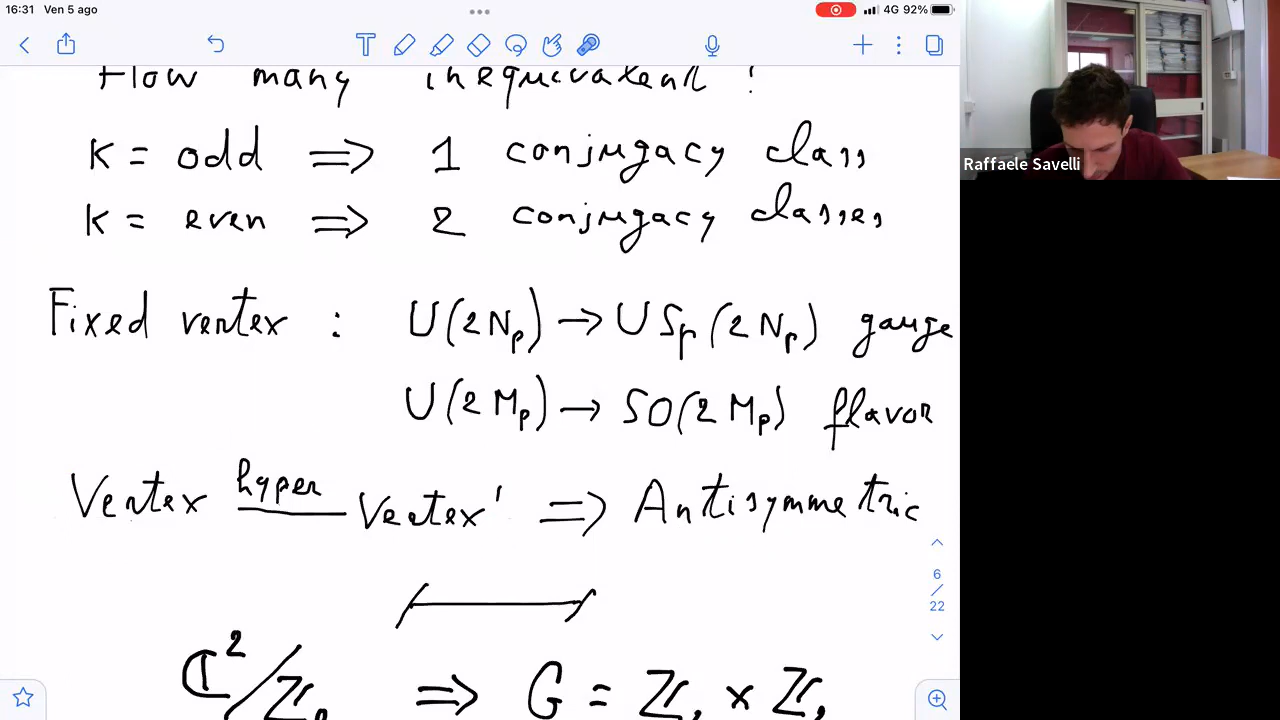 16:31 Ven 5 ago
4G 92%
How many inequivalent ?
K = odd ⟹ 1 conjugacy class
K = even ⟹ 2 conjugacy classes
Raffaele Savelli
Fixed vertex : U(2N_p) → USp(2N_p) gauge
U(2M_p) → SO(2M_p) flavor
Vertex hyper Vertex' ⟹ Antisymmetric
6
/
22
ℂ²/ℤ ⟹ G = ℤ × ℤ